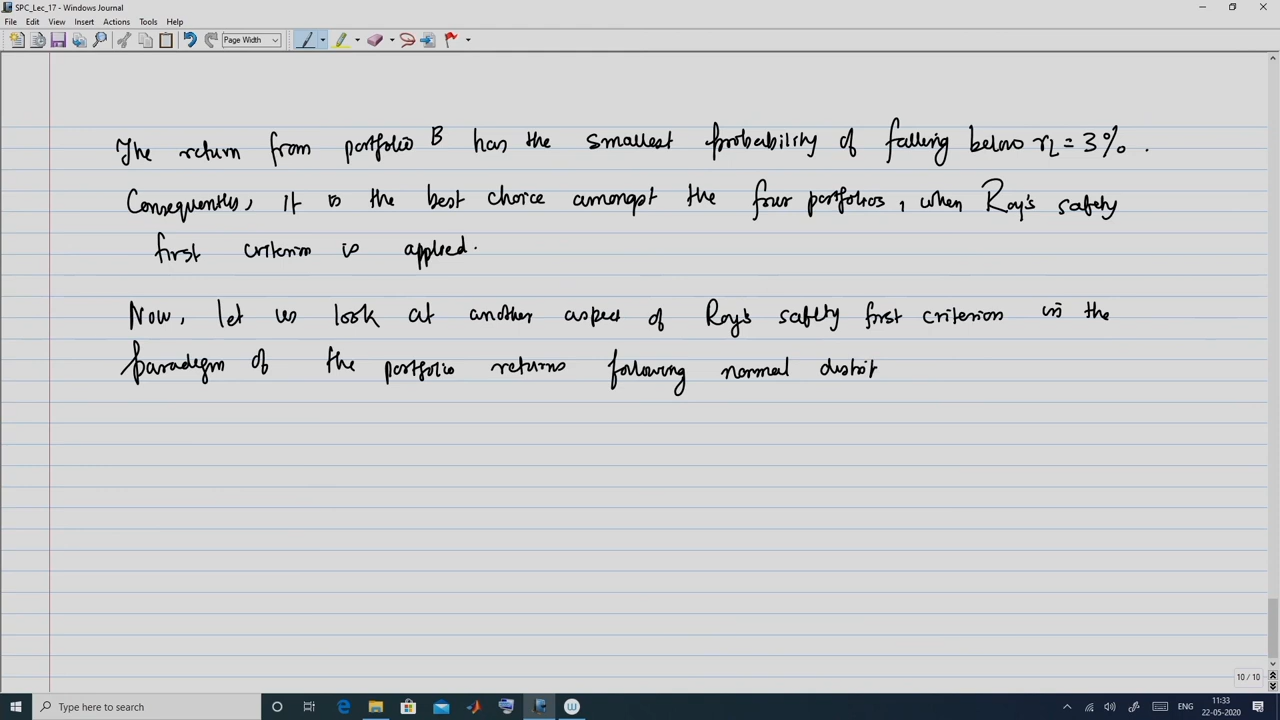 SPC_Lec_17 - Windows Journal
File Edit View Insert Actions Tools Help
Page Width
The return from portfolio B has the smallest probability of falling below r_L = 3%.
Consequently, it is the best choice amongst the four portfolios, when Roy's safety
first criterion is applied.
Now, let us look at another aspect of Roy's safety first criterion in the
paradigm of the portfolio returns following normal distrib
10 / 10
Type here to search
ENG
11:33
22-05-2020